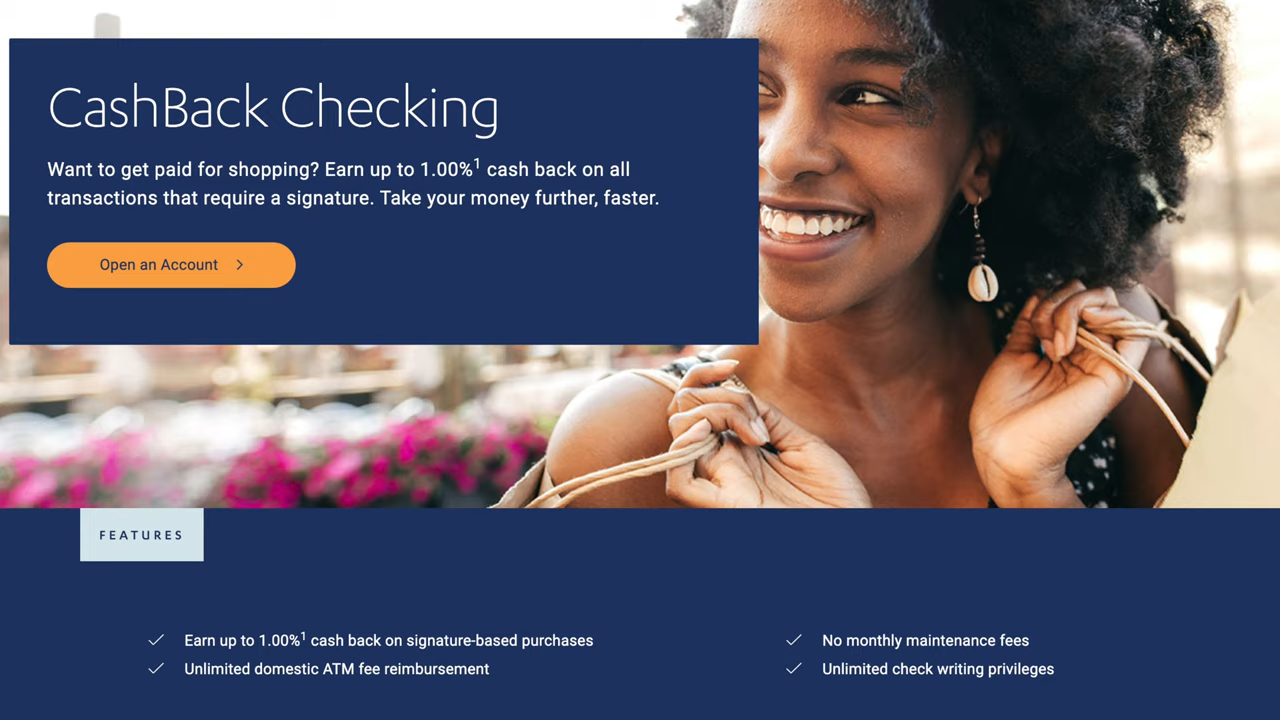 CashBack Checking
Want to get paid for shopping? Earn up to 1.00%1 cash back on all
transactions that require a signature. Take your money further, faster.
Open an Account
FEATURES
Earn up to 1.00%1 cash back on signature-based purchases
Unlimited domestic ATM fee reimbursement
No monthly maintenance fees
Unlimited check writing privileges